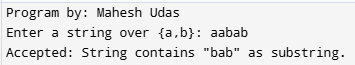 Program by: Mahesh Udas
Enter a string over {a,b}: aabab
Accepted: String contains "bab" as substring.